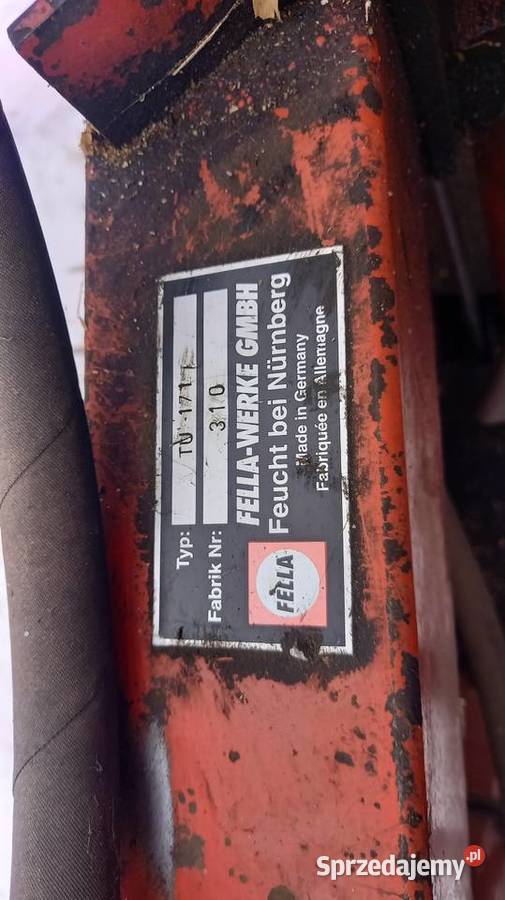 Typ: TU 171
Fabrik Nr: 310
FELLA-WERKE GMBH
Feucht bei Nürnberg
Made in Germany
Fabriquée en Allemagne
FELLA
Sprzedajemy.pl